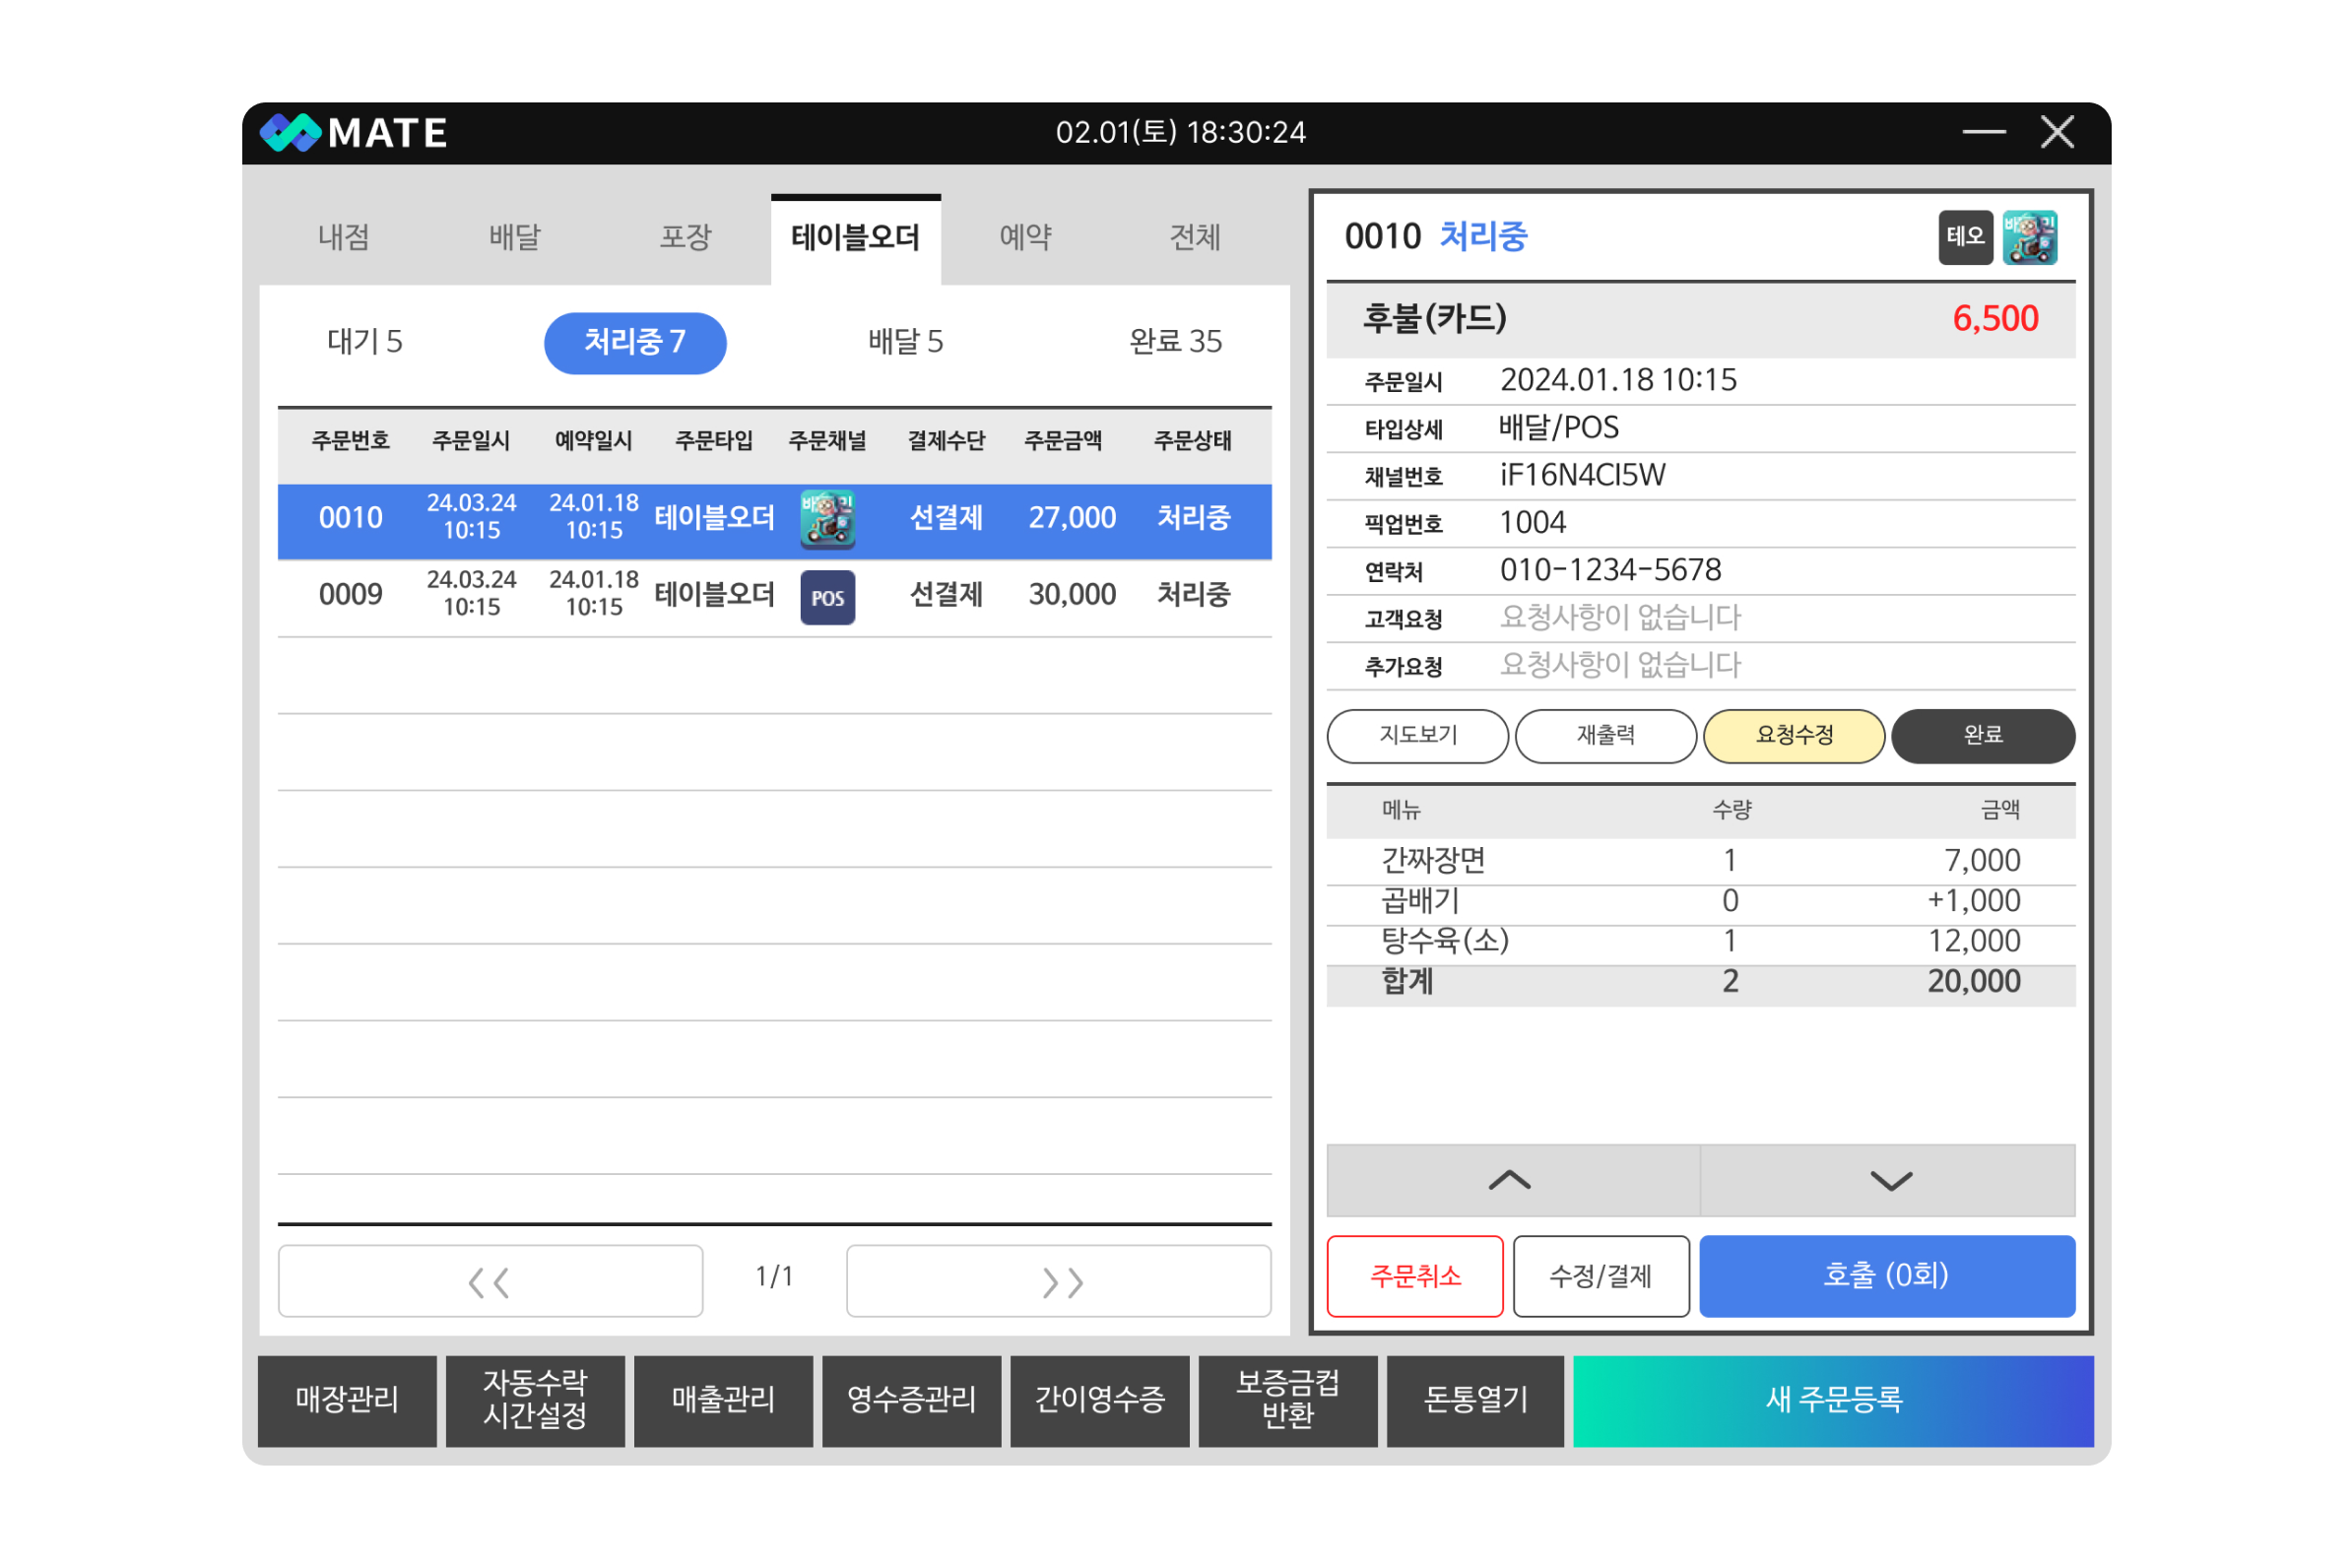 MATE
02.01(토) 18:30:24
내점 배달 포장 테이블오더 예약 전체
대기 5 처리중 7 배달 5 완료 35
주문번호 주문일시 예약일시 주문타입 주문채널 결제수단 주문금액 주문상태
0010 24.03.24 10:15 24.01.18 10:15 테이블오더 선결제 27,000 처리중
0009 24.03.24 10:15 24.01.18 10:15 테이블오더 POS 선결제 30,000 처리중
1/1
0010 처리중 테오
후불(카드) 6,500
주문일시 2024.01.18 10:15
타입상세 배달/POS
채널번호 iF16N4CI5W
픽업번호 1004
연락처 010-1234-5678
고객요청 요청사항이 없습니다
추가요청 요청사항이 없습니다
지도보기 재출력 요청수정 완료
메뉴 수량 금액
간짜장면 1 7,000
곱배기 0 +1,000
탕수육(소) 1 12,000
합계 2 20,000
주문취소 수정/결제 호출 (0회)
매장관리
자동수락
시간설정
매출관리
영수증관리
간이영수증
보증금컵
반환
돈통열기
새 주문등록